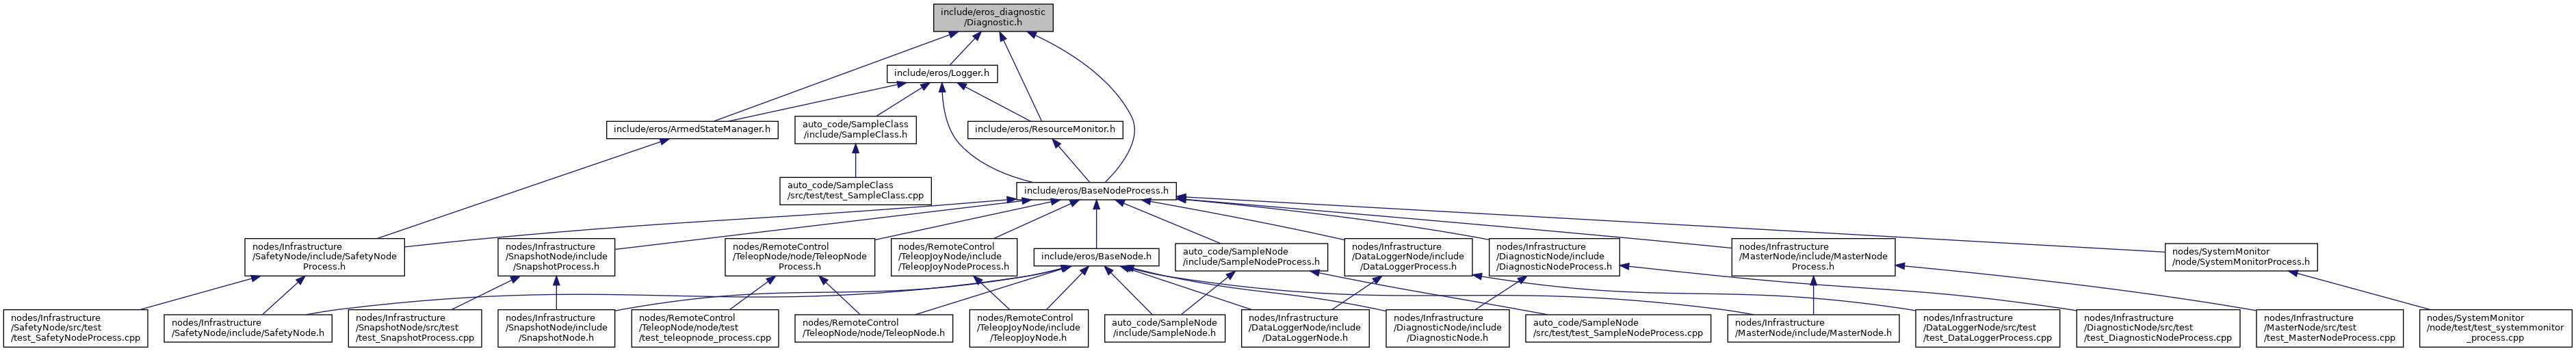 include/eros_diagnostic
/Diagnostic.h
include/eros/Logger.h
include/eros/ArmedStateManager.h
auto_code/SampleClass
/include/SampleClass.h
include/eros/ResourceMonitor.h
auto_code/SampleClass
/src/test/test_SampleClass.cpp
include/eros/BaseNodeProcess.h
nodes/Infrastructure
/SafetyNode/include/SafetyNode
Process.h
nodes/Infrastructure
/SnapshotNode/include
/SnapshotProcess.h
nodes/RemoteControl
/TeleopNode/node/TeleopNode
Process.h
nodes/RemoteControl
/TeleopJoyNode/include
/TeleopJoyNodeProcess.h
include/eros/BaseNode.h
auto_code/SampleNode
/include/SampleNodeProcess.h
nodes/Infrastructure
/DataLoggerNode/include
/DataLoggerProcess.h
nodes/Infrastructure
/DiagnosticNode/include
/DiagnosticNodeProcess.h
nodes/Infrastructure
/MasterNode/include/MasterNode
Process.h
nodes/SystemMonitor
/node/SystemMonitorProcess.h
nodes/Infrastructure
/SafetyNode/src/test
/test_SafetyNodeProcess.cpp
nodes/Infrastructure
/SafetyNode/include/SafetyNode.h
nodes/Infrastructure
/SnapshotNode/src/test
/test_SnapshotProcess.cpp
nodes/Infrastructure
/SnapshotNode/include
/SnapshotNode.h
nodes/RemoteControl
/TeleopNode/node/test
/test_teleopnode_process.cpp
nodes/RemoteControl
/TeleopNode/node/TeleopNode.h
nodes/RemoteControl
/TeleopJoyNode/include
/TeleopJoyNode.h
auto_code/SampleNode
/include/SampleNode.h
nodes/Infrastructure
/DataLoggerNode/include
/DataLoggerNode.h
nodes/Infrastructure
/DiagnosticNode/include
/DiagnosticNode.h
auto_code/SampleNode
/src/test/test_SampleNodeProcess.cpp
nodes/Infrastructure
/MasterNode/include/MasterNode.h
nodes/Infrastructure
/DataLoggerNode/src/test
/test_DataLoggerProcess.cpp
nodes/Infrastructure
/DiagnosticNode/src/test
/test_DiagnosticNodeProcess.cpp
nodes/Infrastructure
/MasterNode/src/test
/test_MasterNodeProcess.cpp
nodes/SystemMonitor
/node/test/test_systemmonitor
_process.cpp